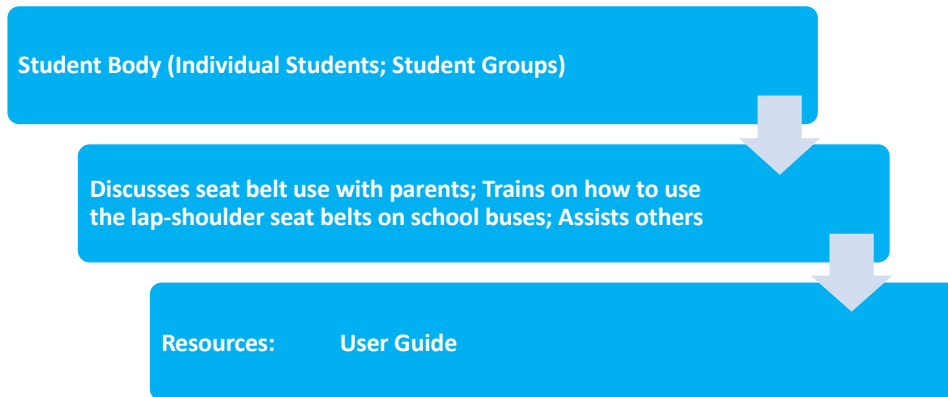 Student Body (Individual Students; Student Groups)
Discusses seat belt use with parents; Trains on how to use
the lap-shoulder seat belts on school buses; Assists others
Resources: User Guide